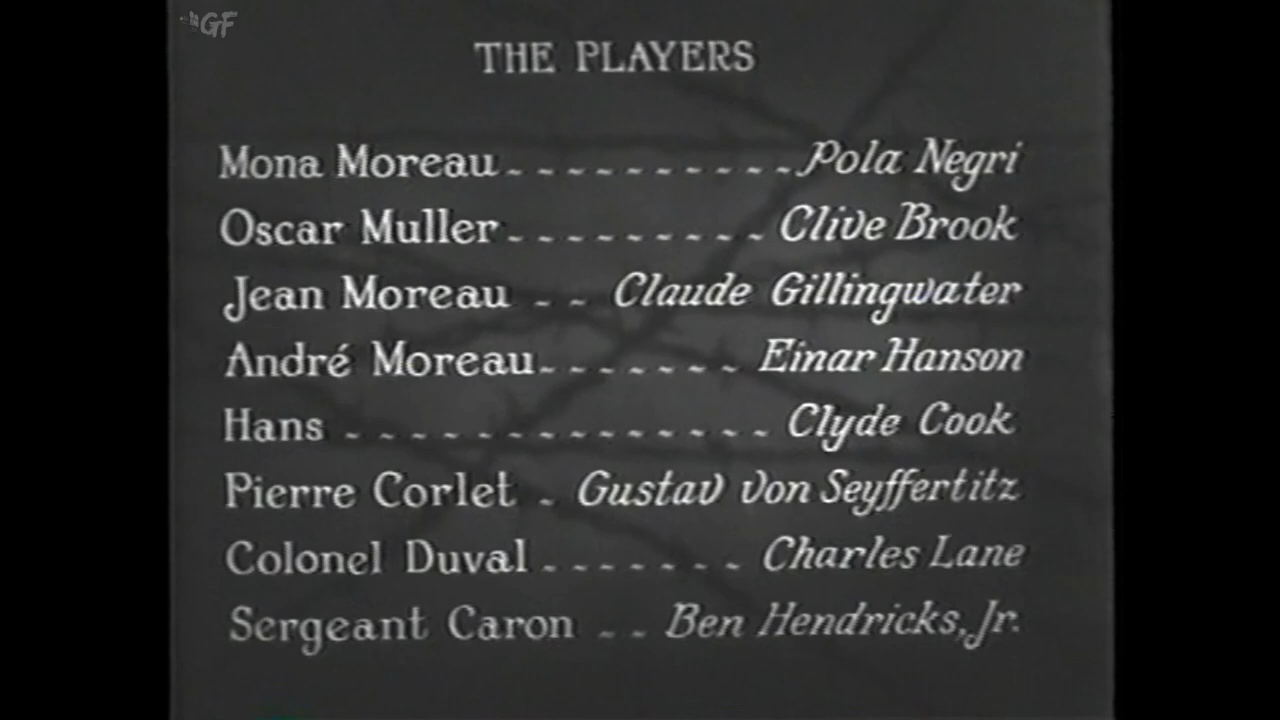 GF
THE PLAYERS
Mona Moreau - - - - - - - - - - Pola Negri
Oscar Muller - - - - - - - - - Clive Brook
Jean Moreau - - Claude Gillingwater
André Moreau - - - - - - - Einar Hanson
Hans - - - - - - - - - - - - - Clyde Cook
Pierre Corlet - Gustav von Seyffertitz
Colonel Duval - - - - - - - Charles Lane
Sergeant Caron - - Ben Hendricks, Jr.